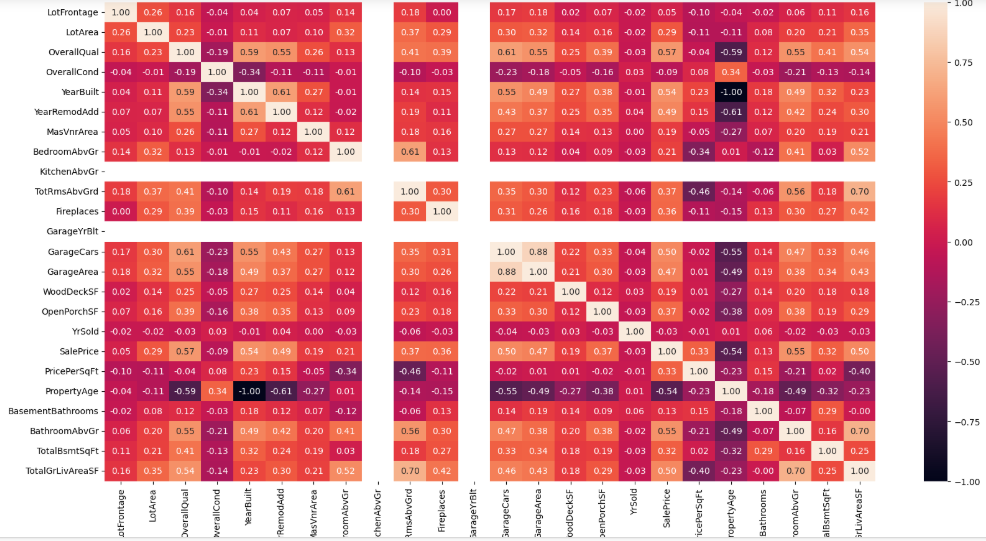 LotFrontage 1.00 0.26 0.16 -0.04 0.04 0.07 0.05 0.14 0.18 0.00 0.17 0.18 0.02 0.07 -0.02 0.05 -0.10 -0.04 -0.02 0.06 0.11 0.16
LotArea 0.26 1.00 0.23 -0.01 0.11 0.07 0.10 0.32 0.37 0.29 0.30 0.32 0.14 0.16 -0.02 0.29 -0.11 -0.11 0.08 0.20 0.21 0.35
OverallQual 0.16 0.23 1.00 -0.19 0.59 0.55 0.26 0.13 0.41 0.39 0.61 0.55 0.25 0.39 -0.03 0.57 -0.04 -0.59 0.12 0.55 0.41 0.54
OverallCond -0.04 -0.01 -0.19 1.00 -0.34 -0.11 -0.11 -0.01 -0.10 -0.03 -0.23 -0.18 -0.05 -0.16 0.03 -0.09 0.08 0.34 -0.03 -0.21 -0.13 -0.14
YearBuilt 0.04 0.11 0.59 -0.34 1.00 0.61 0.27 -0.01 0.14 0.15 0.55 0.49 0.27 0.38 -0.01 0.54 0.23 -1.00 0.18 0.49 0.32 0.23
YearRemodAdd 0.07 0.07 0.55 -0.11 0.61 1.00 0.12 -0.02 0.19 0.11 0.43 0.37 0.25 0.35 0.04 0.49 0.15 -0.61 0.12 0.42 0.24 0.30
MasVnrArea 0.05 0.10 0.26 -0.11 0.27 0.12 1.00 0.12 0.18 0.16 0.27 0.27 0.14 0.13 0.00 0.19 -0.05 -0.27 0.07 0.20 0.19 0.21
BedroomAbvGr 0.14 0.32 0.13 -0.01 -0.01 -0.02 0.12 1.00 0.61 0.13 0.13 0.12 0.04 0.09 -0.03 0.21 -0.34 0.01 -0.12 0.41 0.03 0.52
KitchenAbvGr
TotRmsAbvGrd 0.18 0.37 0.41 -0.10 0.14 0.19 0.18 0.61 1.00 0.30 0.35 0.30 0.12 0.23 -0.06 0.37 -0.46 -0.14 -0.06 0.56 0.18 0.70
Fireplaces 0.00 0.29 0.39 -0.03 0.15 0.11 0.16 0.13 0.30 1.00 0.31 0.26 0.16 0.18 -0.03 0.36 -0.11 -0.15 0.13 0.30 0.27 0.42
GarageYrBlt
GarageCars 0.17 0.30 0.61 -0.23 0.55 0.43 0.27 0.13 0.35 0.31 1.00 0.88 0.22 0.33 -0.04 0.50 -0.02 -0.55 0.14 0.47 0.33 0.46
GarageArea 0.18 0.32 0.55 -0.18 0.49 0.37 0.27 0.12 0.30 0.26 0.88 1.00 0.21 0.30 -0.03 0.47 0.01 -0.49 0.19 0.38 0.34 0.43
WoodDeckSF 0.02 0.14 0.25 -0.05 0.27 0.25 0.14 0.04 0.12 0.16 0.22 0.21 1.00 0.12 0.03 0.19 0.01 -0.27 0.14 0.20 0.18 0.18
OpenPorchSF 0.07 0.16 0.39 -0.16 0.38 0.35 0.13 0.09 0.23 0.18 0.33 0.30 0.12 1.00 -0.03 0.37 -0.02 -0.38 0.09 0.38 0.19 0.29
YrSold -0.02 -0.02 -0.03 0.03 -0.01 0.04 0.00 -0.03 -0.06 -0.03 -0.04 -0.03 0.03 -0.03 1.00 -0.03 -0.01 0.01 0.06 -0.02 -0.03 -0.03
SalePrice 0.05 0.29 0.57 -0.09 0.54 0.49 0.19 0.21 0.37 0.36 0.50 0.47 0.19 0.37 -0.03 1.00 0.33 -0.54 0.13 0.55 0.32 0.50
PricePerSqFt -0.10 -0.11 -0.04 0.08 0.23 0.15 -0.05 -0.34 -0.46 -0.11 -0.02 0.01 0.01 -0.02 -0.01 0.33 1.00 -0.23 0.15 -0.21 0.02 -0.40
PropertyAge -0.04 -0.11 -0.59 0.34 -1.00 -0.61 -0.27 0.01 -0.14 -0.15 -0.55 -0.49 -0.27 -0.38 0.01 -0.54 -0.23 1.00 -0.18 -0.49 -0.32 -0.23
BasementBathrooms -0.02 0.08 0.12 -0.03 0.18 0.12 0.07 -0.12 -0.06 0.13 0.14 0.19 0.14 0.09 0.06 0.13 0.15 -0.18 1.00 -0.07 0.29 -0.00
BathroomAbvGr 0.06 0.20 0.55 -0.21 0.49 0.42 0.20 0.41 0.56 0.30 0.47 0.38 0.20 0.38 -0.02 0.55 -0.21 -0.49 -0.07 1.00 0.16 0.70
TotalBsmtSqFt 0.11 0.21 0.41 -0.13 0.32 0.24 0.19 0.03 0.18 0.27 0.33 0.34 0.18 0.19 -0.03 0.32 0.02 -0.32 0.29 0.16 1.00 0.25
TotalGrLivAreaSF 0.16 0.35 0.54 -0.14 0.23 0.30 0.21 0.52 0.70 0.42 0.46 0.43 0.18 0.29 -0.03 0.50 -0.40 -0.23 -0.00 0.70 0.25 1.00
LotFrontage
LotArea
OverallQual
OverallCond
YearBuilt
RemodAdd
MasVnrArea
roomAbvGr
chenAbvGr
RmsAbvGrd
Fireplaces
GarageYrBlt
GarageCars
GarageArea
oodDeckSF
enPorchSF
YrSold
SalePrice
ricePerSqFt
ropertyAge
Bathrooms
roomAbvGr
alBsmtSqFt
GrLivAreaSF
1.00
0.75
0.50
0.25
0.00
−0.25
−0.50
−0.75
−1.00